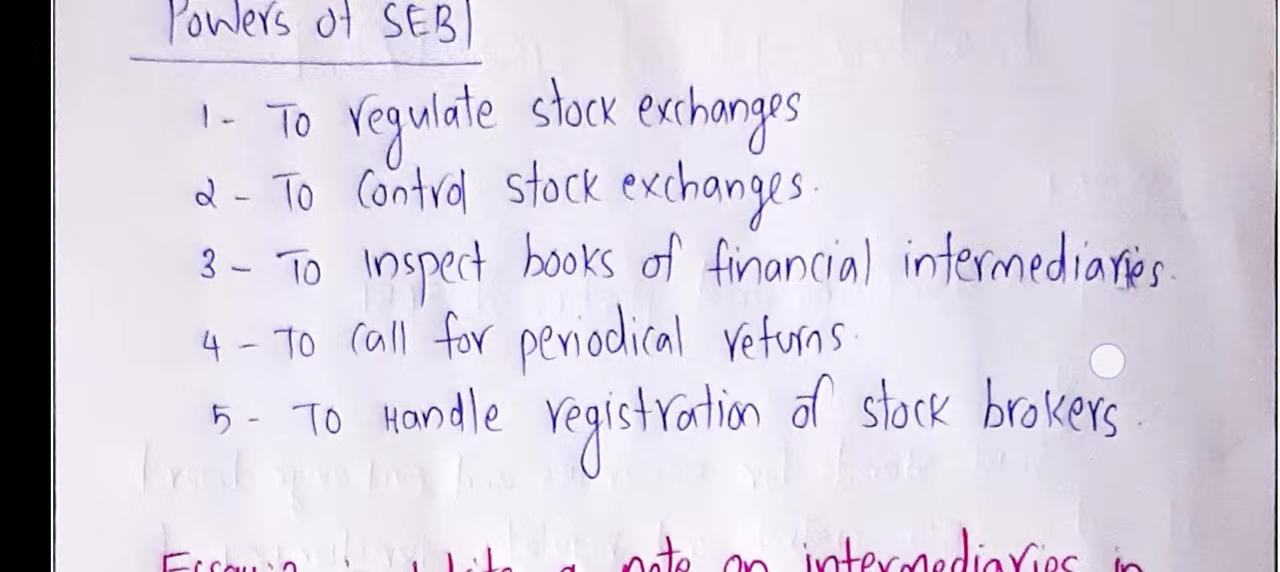 Powers of SEBI
1- To regulate stock exchanges
2 - To Control stock exchanges.
3 - To Inspect books of financial intermediaries.
4 - To call for periodical returns.
5 - To Handle registration of stock brokers.
a note on intermediaries in